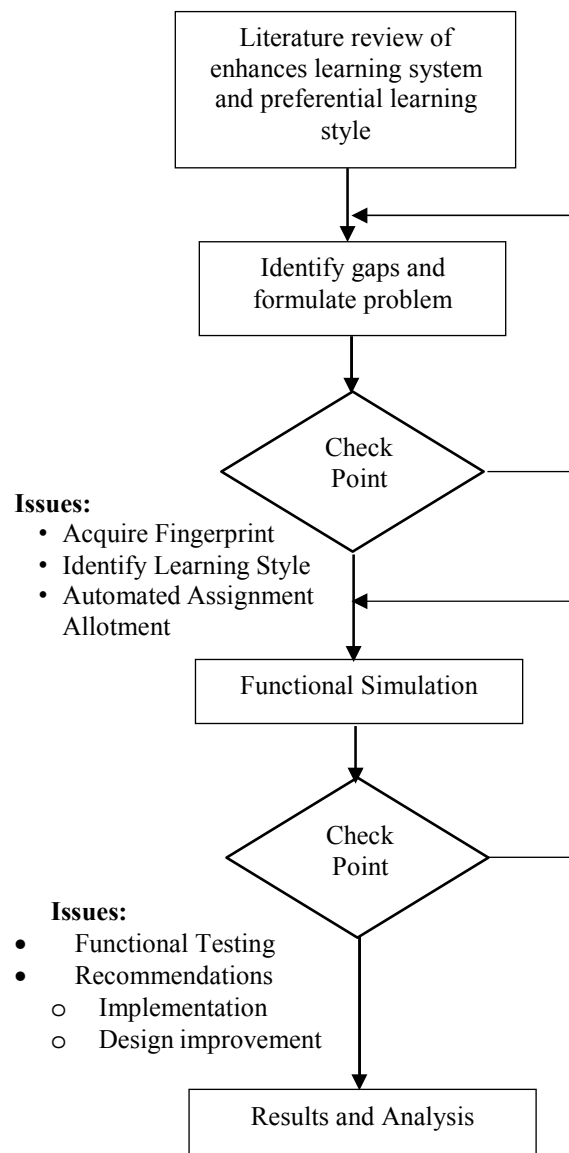 Literature review of
enhances learning system
and preferential learning
style
Identify gaps and
formulate problem
Check
Point
Issues:
• Acquire Fingerprint
• Identify Learning Style
• Automated Assignment
Allotment
Functional Simulation
Check
Point
Issues:
• Functional Testing
• Recommendations
o Implementation
o Design improvement
Results and Analysis